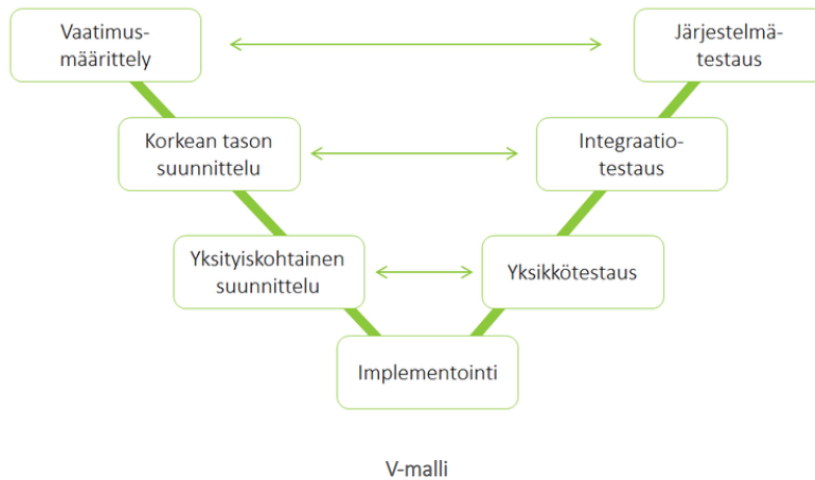 Vaatimus-
määrittely
Järjestelmä-
testaus
Korkean tason
suunnittelu
Integraatio-
testaus
Yksityiskohtainen
suunnittelu
Yksikkötestaus
Implementointi
V-malli